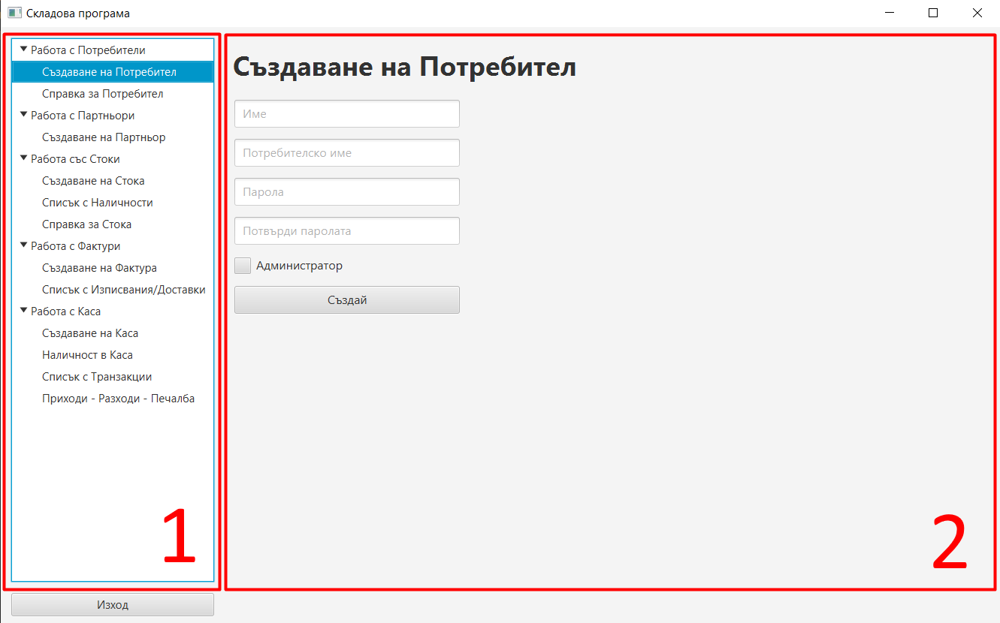 Складова програма
Работа с Потребители
Създаване на Потребител
Справка за Потребител
Работа с Партньори
Създаване на Партньор
Работа със Стоки
Създаване на Стока
Списък с Наличности
Справка за Стока
Работа с Фактури
Създаване на Фактура
Списък с Изписвания/Доставки
Работа с Каса
Създаване на Каса
Наличност в Каса
Списък с Транзакции
Приходи - Разходи - Печалба
1
Изход
Създаване на Потребител
Име
Потребителско име
Парола
Потвърди паролата
Администратор
Създай
2